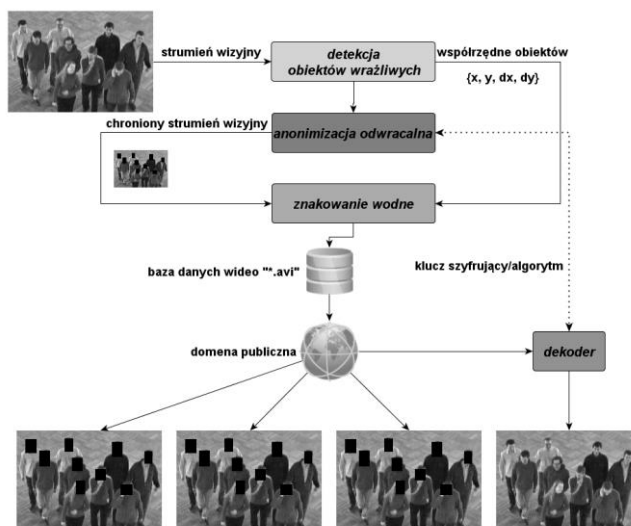 strumień wizyjny
detekcja
obiektów wrażliwych
współrzędne obiektów
{x, y, dx, dy}
chroniony strumień wizyjny
anonimizacja odwracalna
znakowanie wodne
baza danych wideo "*.avi"
klucz szyfrujący/algorytm
domena publiczna
dekoder